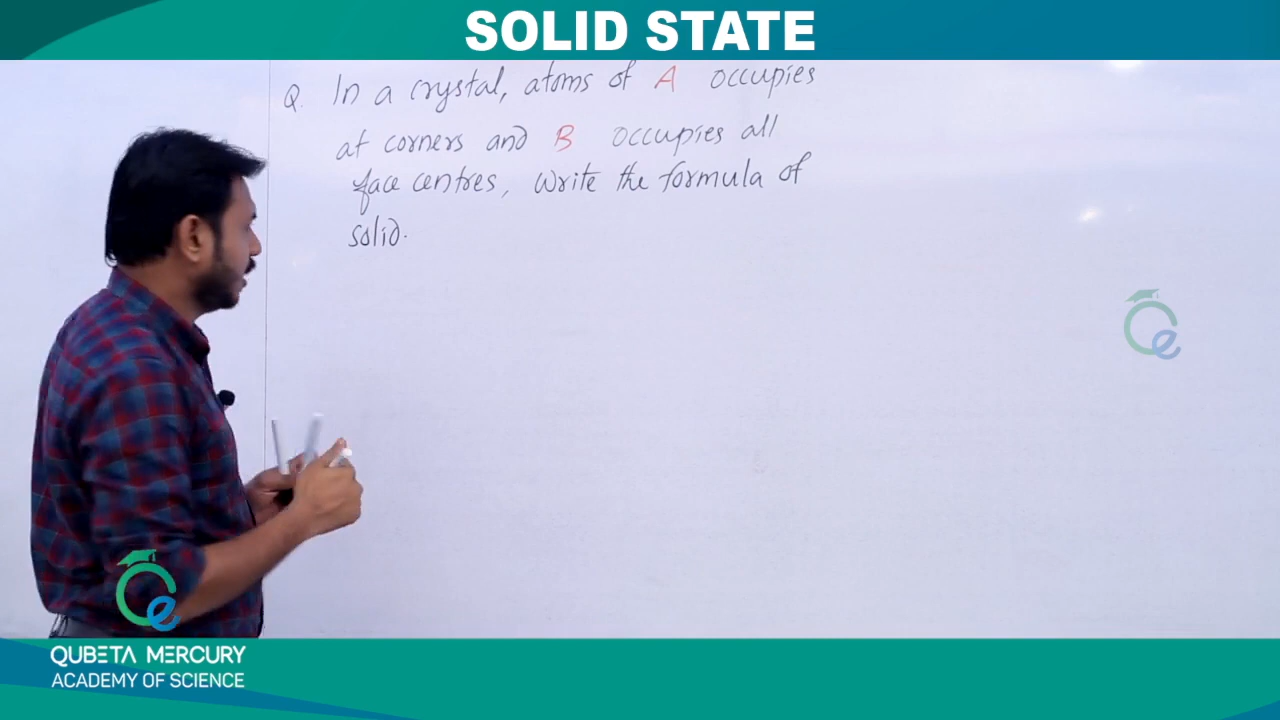 SOLID STATE
Q. In a crystal, atoms of A occupies
at corners and B occupies all
face centres, Write the formula of
solid.
QUBETA MERCURY
ACADEMY OF SCIENCE